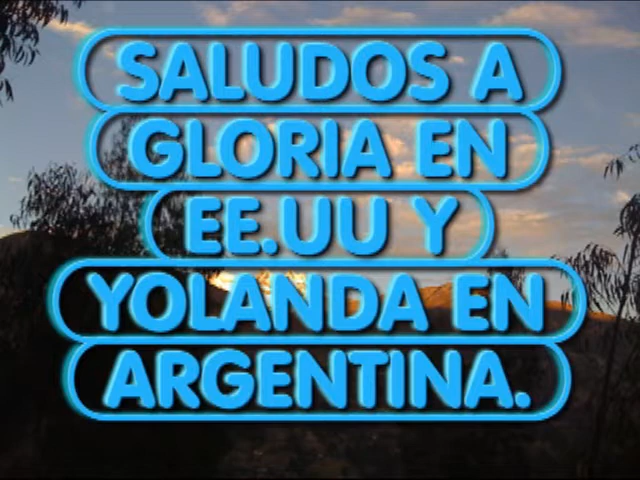 SALUDOS A
GLORIA EN
EE.UU Y
YOLANDA EN
ARGENTINA.